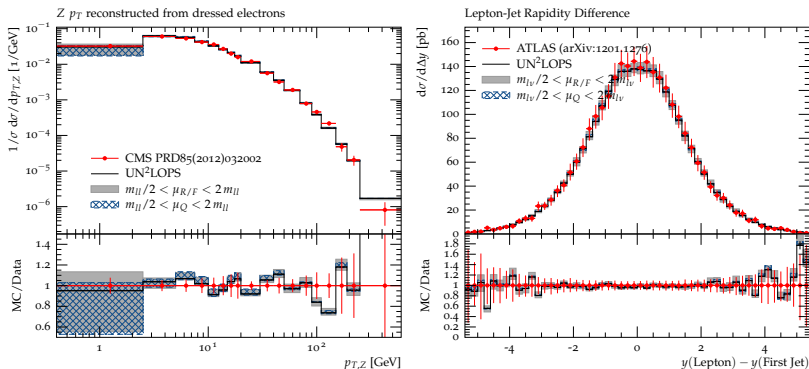 Z p_T reconstructed from dressed electrons
1/σ dσ/dp_T,Z [1/GeV]
10⁻¹
10⁻²
10⁻³
10⁻⁴
10⁻⁵
10⁻⁶
CMS PRD85(2012)032002
UN²LOPS
m_ll/2 < μ_R/F < 2 m_ll
m_ll/2 < μ_Q < 2 m_ll
MC/Data
1.4
1.2
1
0.8
0.6
1
10¹
10²
p_T,Z [GeV]
Lepton-Jet Rapidity Difference
dσ/dΔy [pb]
160
140
120
100
80
60
40
20
0
ATLAS (arXiv:1201.1276)
UN²LOPS
m_lν/2 < μ_R/F < 2 m_lν
m_lν/2 < μ_Q < 2 m_lν
MC/Data
1.8
1.6
1.4
1.2
1
0.8
0.6
0.4
0.2
0
-4
-2
0
2
4
y(Lepton) − y(First Jet)